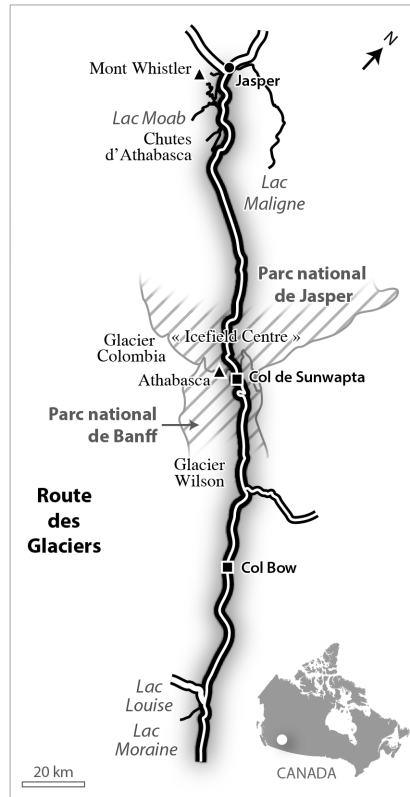 N
Mont Whistler
Jasper
Lac Moab
Chutes
d’Athabasca
Lac
Maligne
Parc national
de Jasper
« Icefield Centre »
Glacier
Colombia
Athabasca
Col de Sunwapta
Parc national
de Banff
Glacier
Wilson
Route
des
Glaciers
Col Bow
Lac
Louise
Lac
Moraine
20 km
CANADA